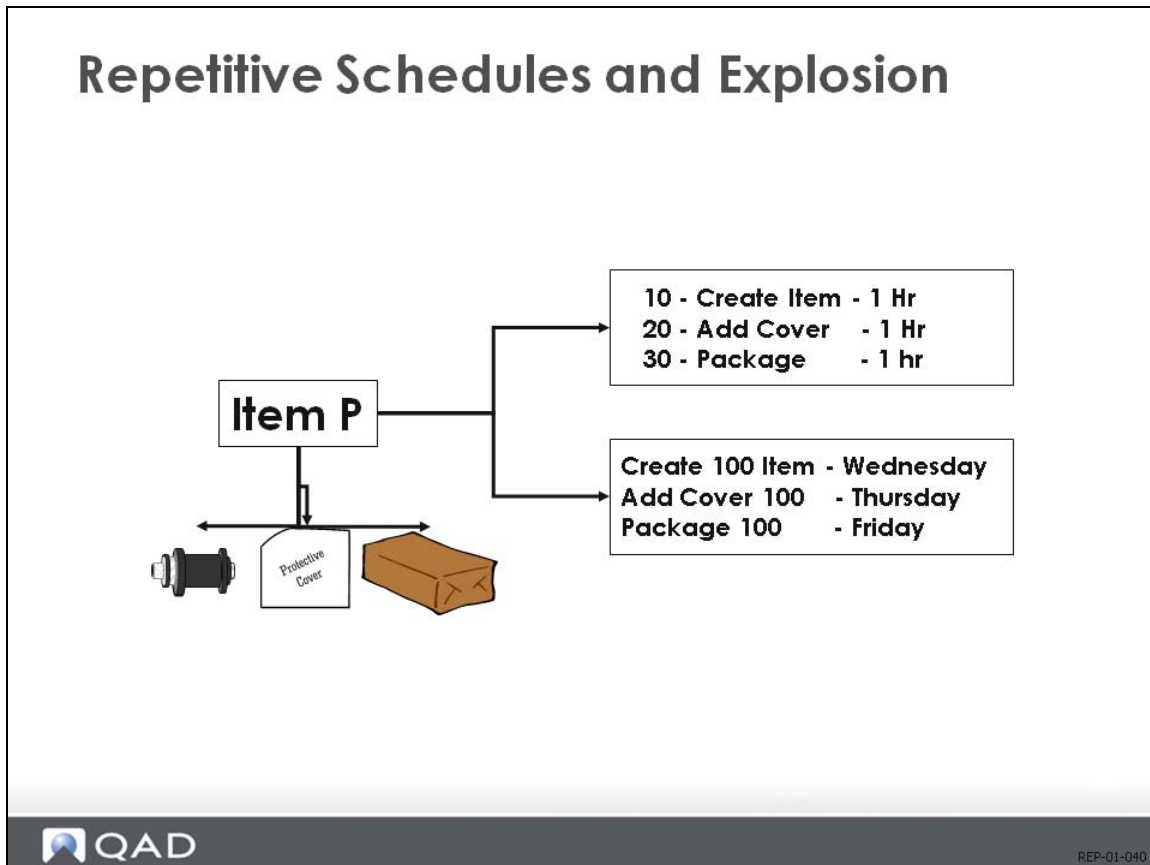 Repetitive Schedules and Explosion
10 - Create Item - 1 Hr
20 - Add Cover - 1 Hr
30 - Package - 1 hr
Item P
Create 100 Item - Wednesday
Add Cover 100 - Thursday
Package 100 - Friday
Protective
Cover
QAD
REP-01-040